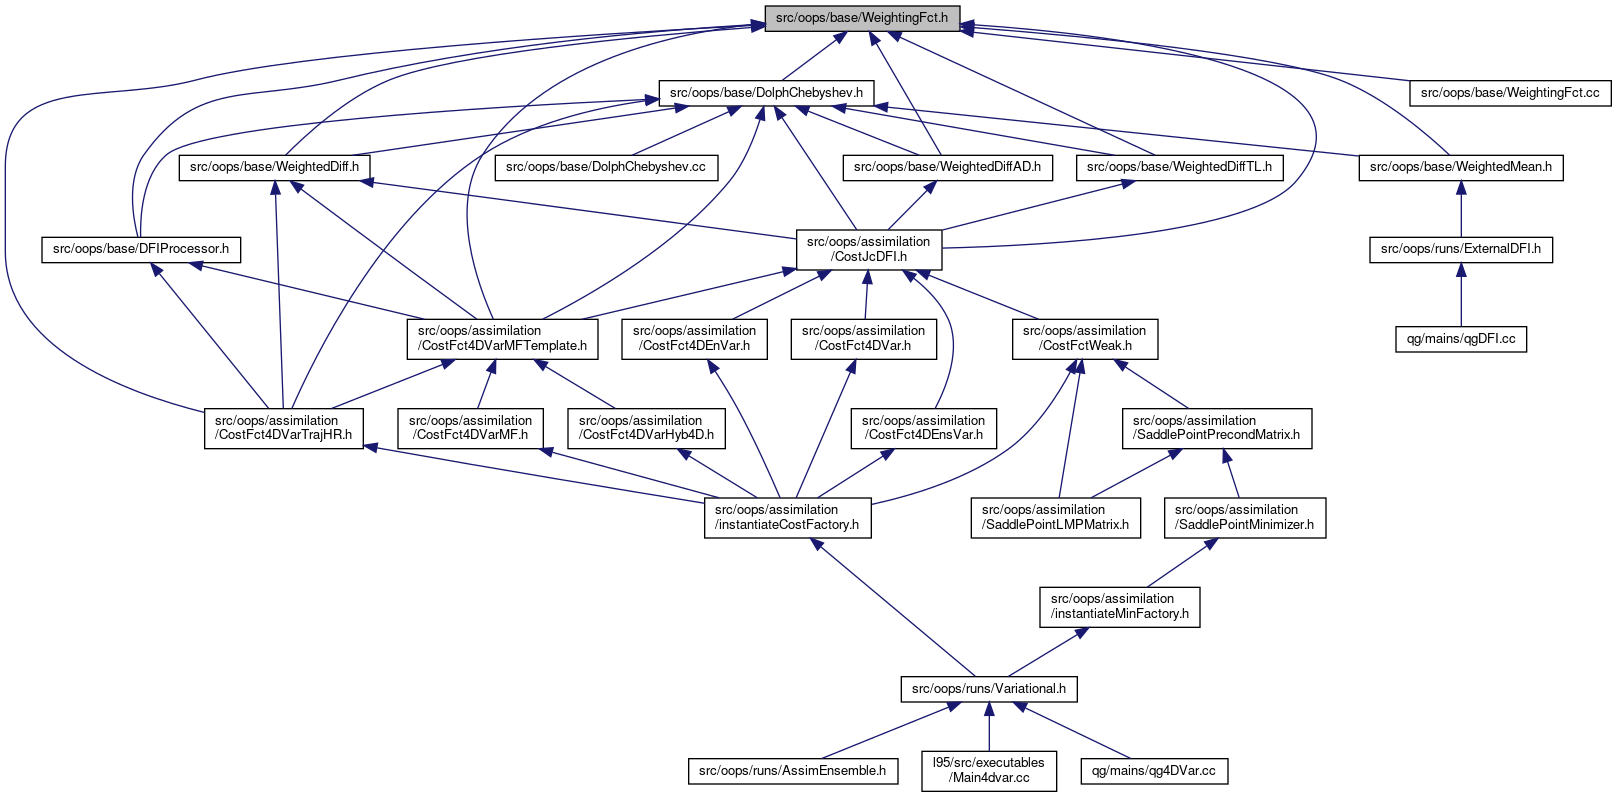 src/oops/base/WeightingFct.h
src/oops/base/DolphChebyshev.h
src/oops/base/WeightingFct.cc
src/oops/base/WeightedDiff.h
src/oops/base/DolphChebyshev.cc
src/oops/base/WeightedDiffAD.h
src/oops/base/WeightedDiffTL.h
src/oops/base/WeightedMean.h
src/oops/base/DFIProcessor.h
src/oops/assimilation
/CostJcDFI.h
src/oops/runs/ExternalDFI.h
src/oops/assimilation
/CostFct4DVarMFTemplate.h
src/oops/assimilation
/CostFct4DEnVar.h
src/oops/assimilation
/CostFct4DVar.h
src/oops/assimilation
/CostFctWeak.h
qg/mains/qgDFI.cc
src/oops/assimilation
/CostFct4DVarTrajHR.h
src/oops/assimilation
/CostFct4DVarMF.h
src/oops/assimilation
/CostFct4DVarHyb4D.h
src/oops/assimilation
/CostFct4DEnsVar.h
src/oops/assimilation
/SaddlePointPrecondMatrix.h
src/oops/assimilation
/instantiateCostFactory.h
src/oops/assimilation
/SaddlePointLMPMatrix.h
src/oops/assimilation
/SaddlePointMinimizer.h
src/oops/assimilation
/instantiateMinFactory.h
src/oops/runs/Variational.h
src/oops/runs/AssimEnsemble.h
l95/src/executables
/Main4dvar.cc
qg/mains/qg4DVar.cc